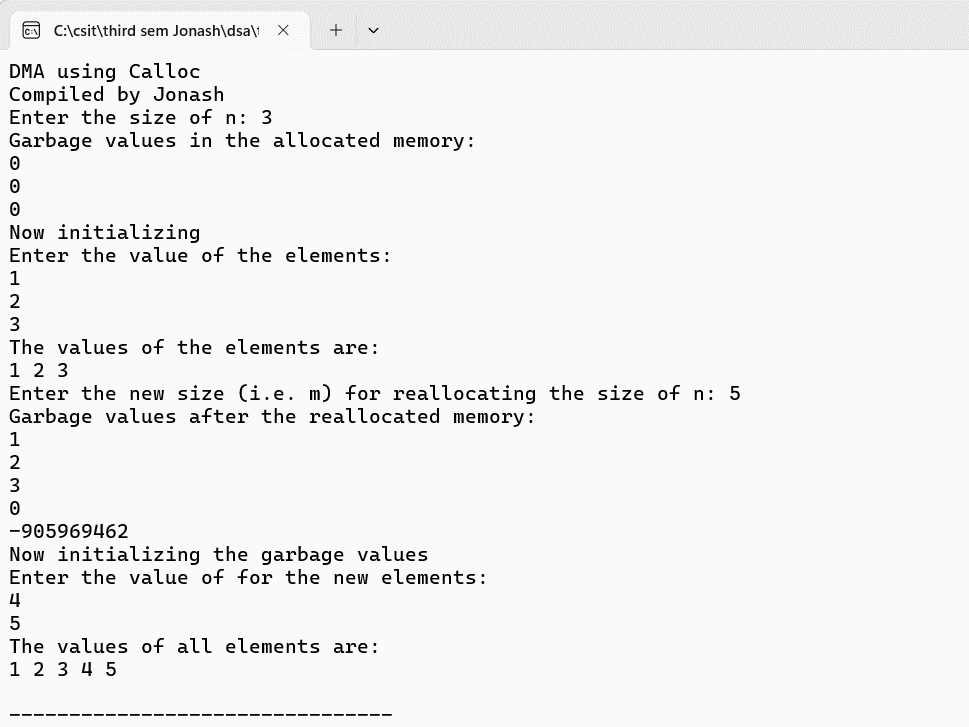 C:\csit\third sem Jonash\dsa\t
DMA using Calloc
Compiled by Jonash
Enter the size of n: 3
Garbage values in the allocated memory:
0
0
0
Now initializing
Enter the value of the elements:
1
2
3
The values of the elements are:
1 2 3
Enter the new size (i.e. m) for reallocating the size of n: 5
Garbage values after the reallocated memory:
1
2
3
0
-905969462
Now initializing the garbage values
Enter the value of for the new elements:
4
5
The values of all elements are:
1 2 3 4 5
--------------------------------